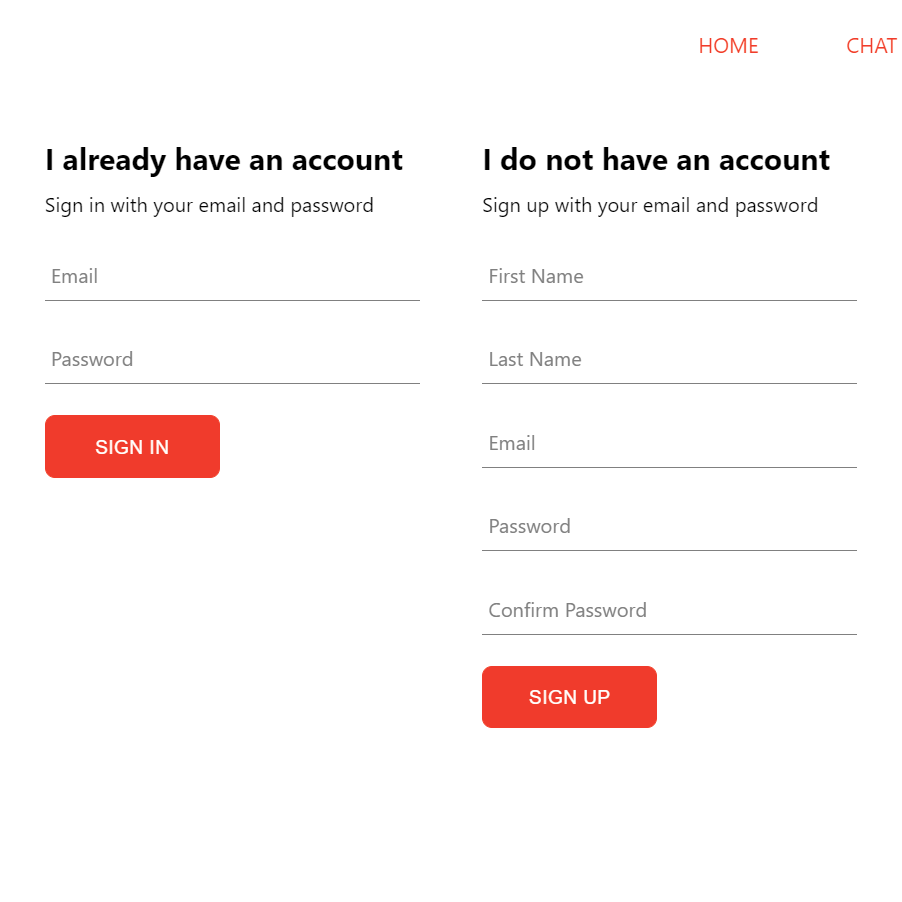 HOME CHAT
I already have an account
Sign in with your email and password
Email
Password
SIGN IN
I do not have an account
Sign up with your email and password
First Name
Last Name
Email
Password
Confirm Password
SIGN UP